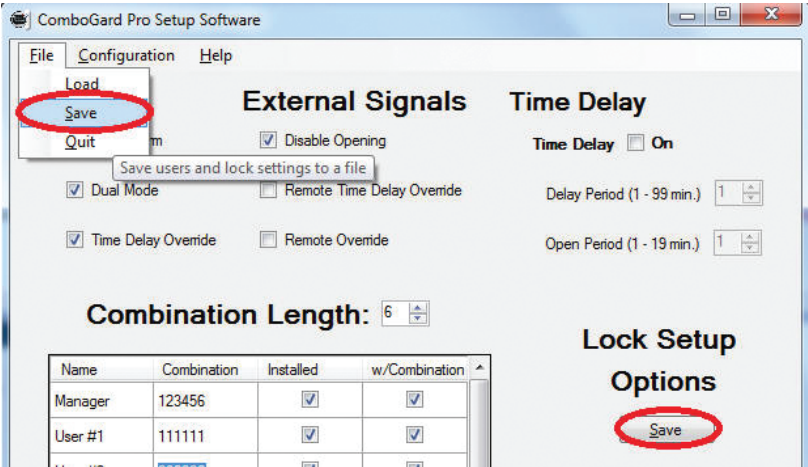 ComboGard Pro Setup Software
File Configuration Help
Load
Save
Quit
Save users and lock settings to a file
External Signals
Time Delay
Disable Opening
Time Delay On
Dual Mode
Remote Time Delay Override
Delay Period (1 - 99 min.) 1
Time Delay Override
Remote Override
Open Period (1 - 19 min.) 1
Combination Length: 6
Lock Setup
Options
Save
Name Combination Installed w/Combination
Manager 123456
User #1 111111